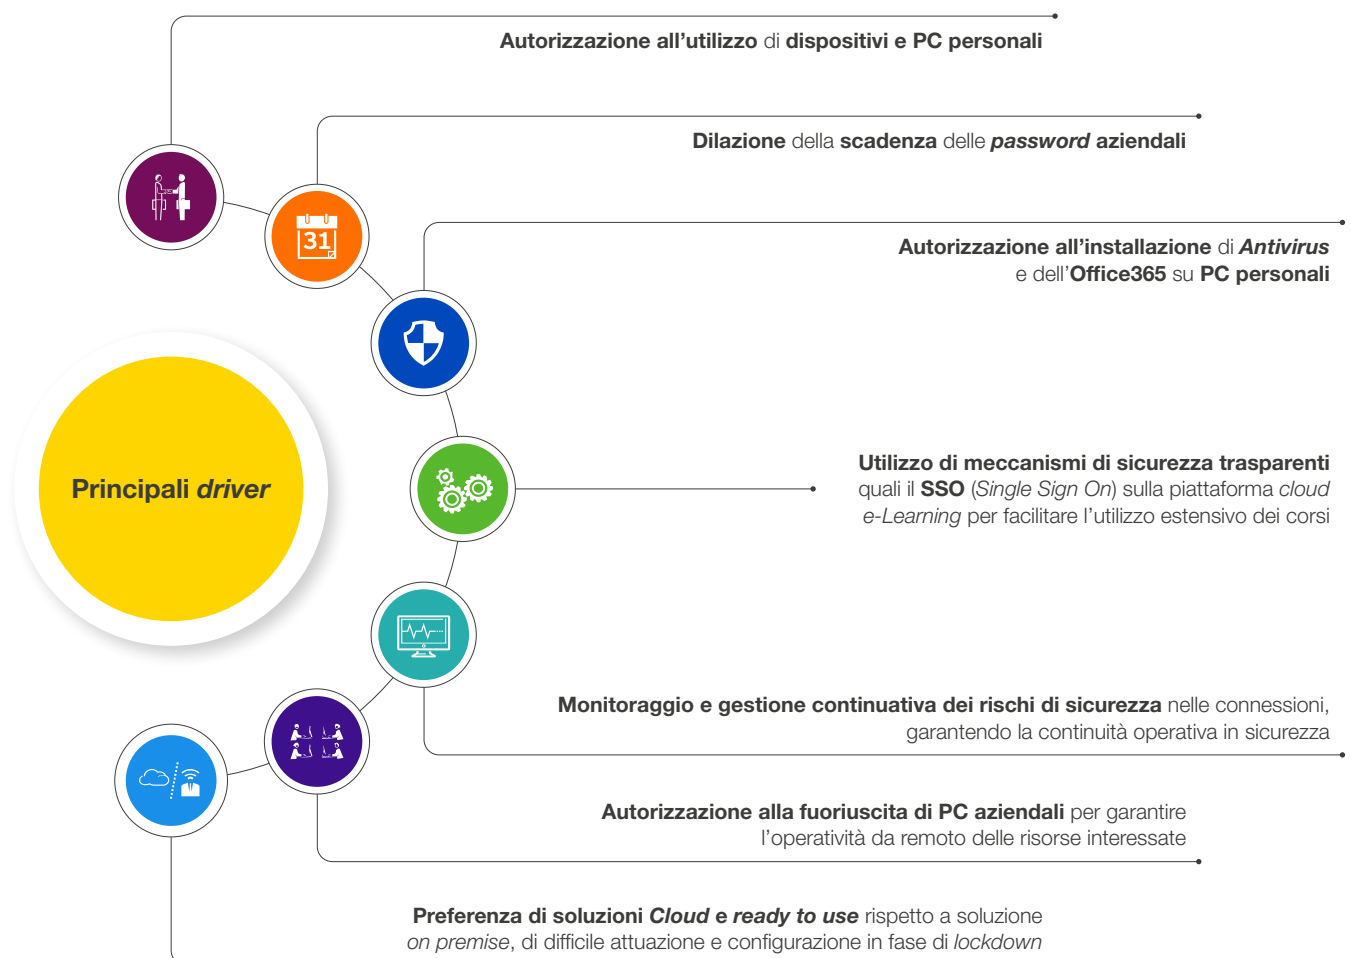 Autorizzazione all’utilizzo di dispositivi e PC personali
Dilazione della scadenza delle password aziendali
31
Autorizzazione all’installazione di Antivirus
e dell’Office365 su PC personali
Principali driver
Utilizzo di meccanismi di sicurezza trasparenti
quali il SSO (Single Sign On) sulla piattaforma cloud
e-Learning per facilitare l’utilizzo estensivo dei corsi
Monitoraggio e gestione continuativa dei rischi di sicurezza nelle connessioni,
garantendo la continuità operativa in sicurezza
Autorizzazione alla fuoriuscita di PC aziendali per garantire
l’operatività da remoto delle risorse interessate
Preferenza di soluzioni Cloud e ready to use rispetto a soluzione
on premise, di difficile attuazione e configurazione in fase di lockdown